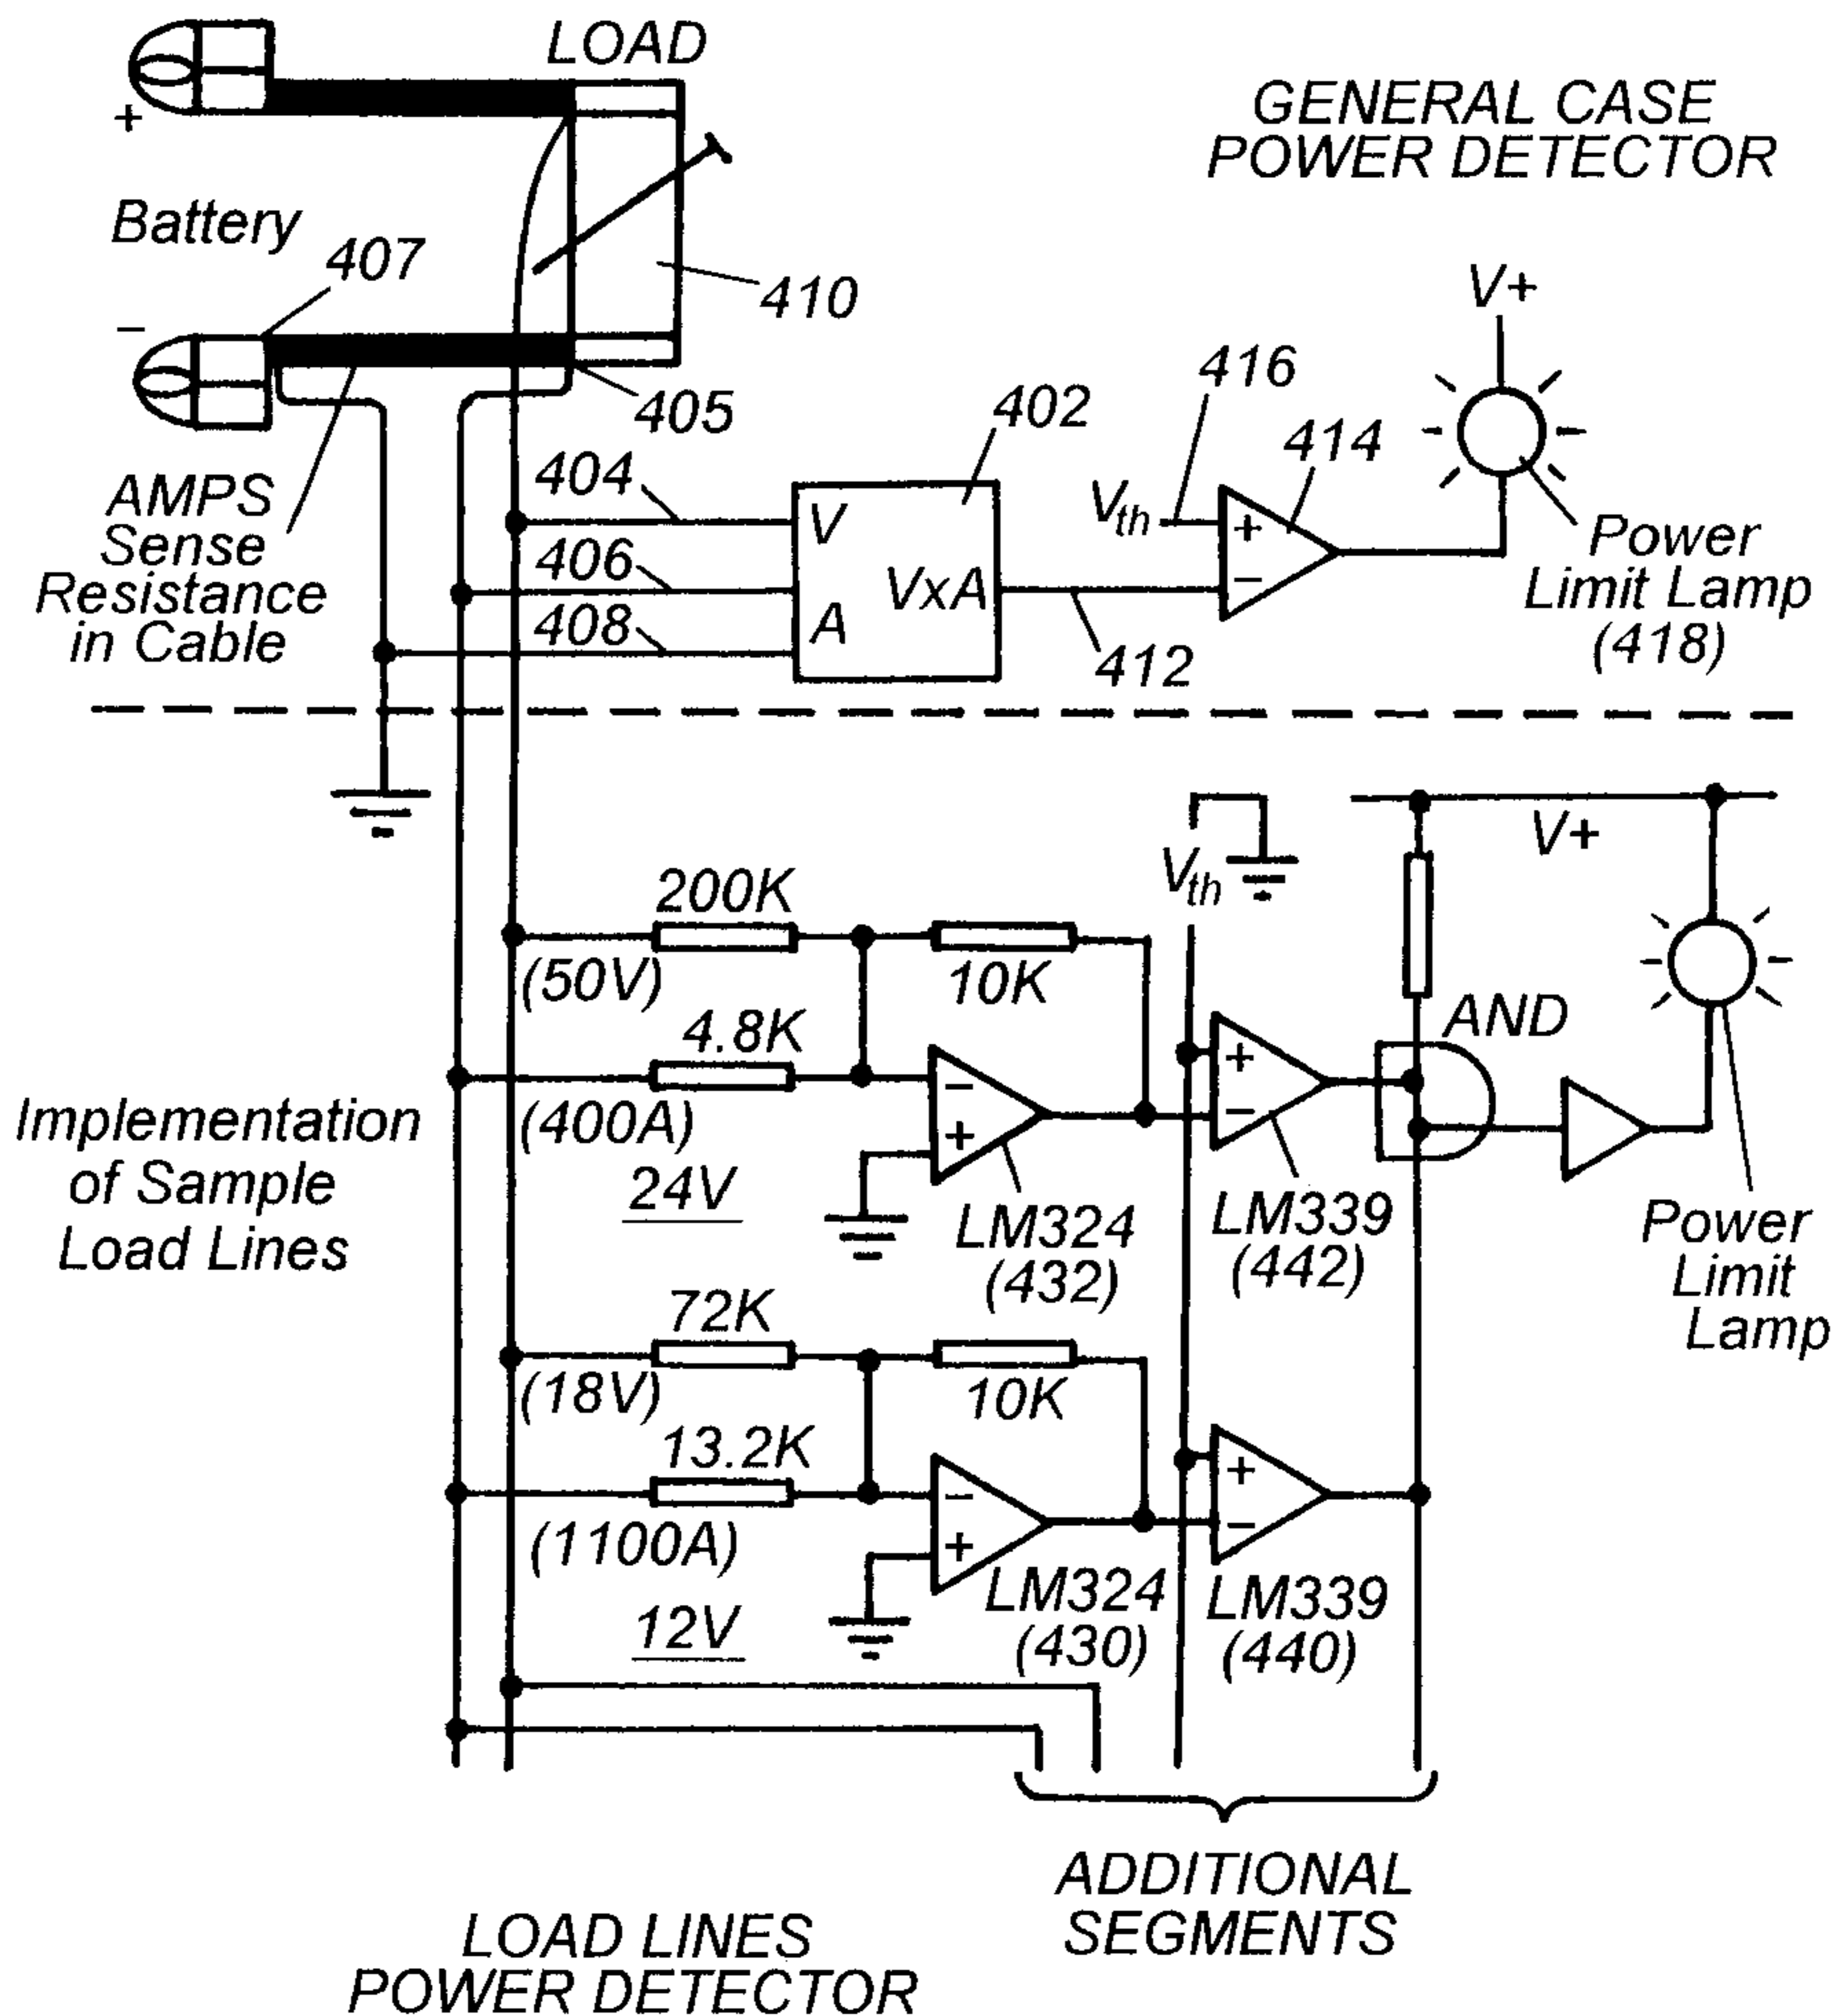 LOAD
GENERAL CASE
POWER DETECTOR
+
Battery
407
410
V+
−
405
416
402
414
AMPS
Sense
Resistance
in Cable
404
V
406
VxA
A
408
Vth
+
−
412
Power
Limit Lamp
(418)
V+
Vth
200K
(50V)
10K
4.8K
(400A)
24V
−
+
LM324
(432)
+
−
LM339
(442)
AND
Power
Limit
Lamp
Implementation
of Sample
Load Lines
72K
(18V)
10K
13.2K
(1100A)
12V
−
+
LM324
(430)
+
−
LM339
(440)
ADDITIONAL
SEGMENTS
LOAD LINES
POWER DETECTOR